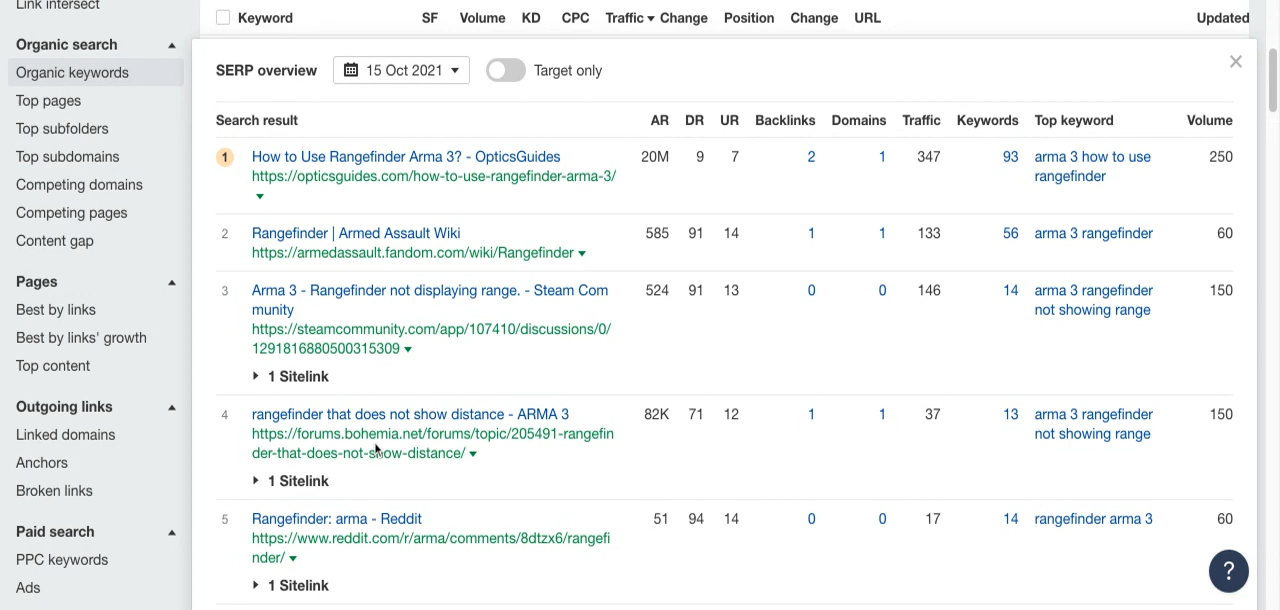 Link intersect
Organic search
Organic keywords
Top pages
Top subfolders
Top subdomains
Competing domains
Competing pages
Content gap
Pages
Best by links
Best by links' growth
Top content
Outgoing links
Linked domains
Anchors
Broken links
Paid search
PPC keywords
Ads
Keyword SF Volume KD CPC Traffic Change Position Change URL Updated
SERP overview 15 Oct 2021 Target only
Search result AR DR UR Backlinks Domains Traffic Keywords Top keyword Volume
1 How to Use Rangefinder Arma 3? - OpticsGuides 20M 9 7 2 1 347 93 arma 3 how to use 250
https://opticsguides.com/how-to-use-rangefinder-arma-3/ rangefinder
2 Rangefinder | Armed Assault Wiki 585 91 14 1 1 133 56 arma 3 rangefinder 60
https://armedassault.fandom.com/wiki/Rangefinder
3 Arma 3 - Rangefinder not displaying range. - Steam Com 524 91 13 0 0 146 14 arma 3 rangefinder 150
munity not showing range
https://steamcommunity.com/app/107410/discussions/0/
1291816880500315309
1 Sitelink
4 rangefinder that does not show distance - ARMA 3 82K 71 12 1 1 37 13 arma 3 rangefinder 150
https://forums.bohemia.net/forums/topic/205491-rangefin not showing range
der-that-does-not-show-distance/
1 Sitelink
5 Rangefinder: arma - Reddit 51 94 14 0 0 17 14 rangefinder arma 3 60
https://www.reddit.com/r/arma/comments/8dtzx6/rangefi
nder/
1 Sitelink
?